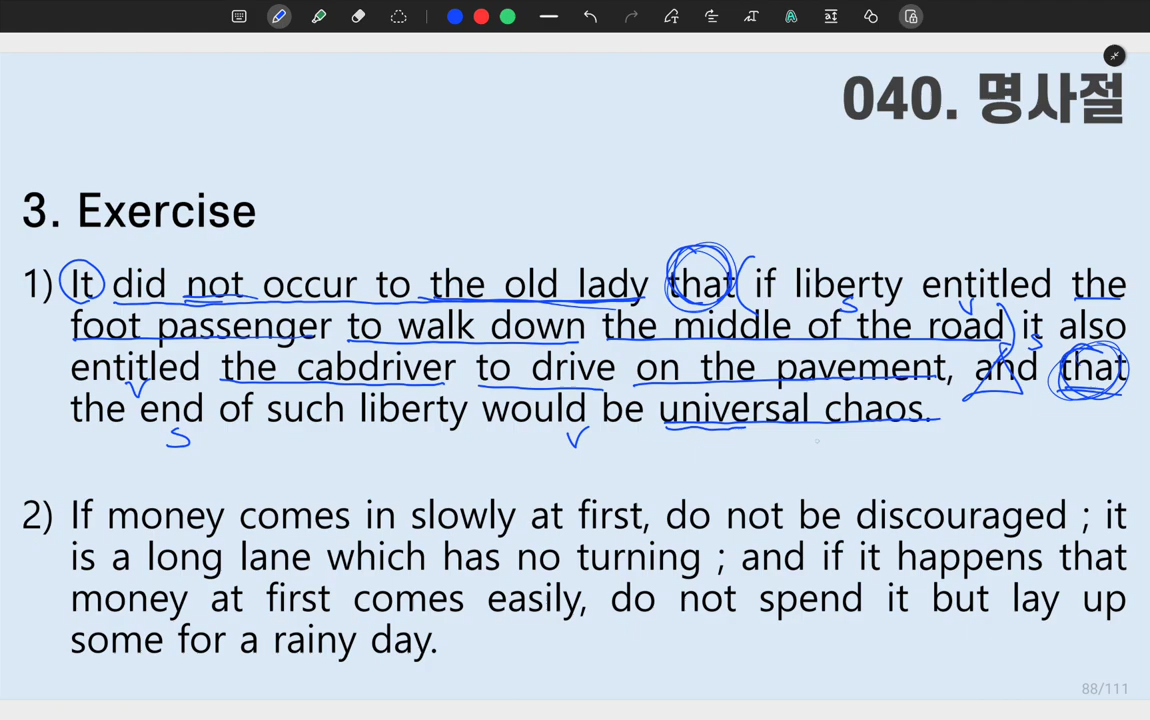 040. 명사절
3. Exercise
1) It did not occur to the old lady that if liberty entitled the
foot passenger to walk down the middle of the road it also
entitled the cabdriver to drive on the pavement, and that
the end of such liberty would be universal chaos.
s v s
v
s v
2) If money comes in slowly at first, do not be discouraged ; it
is a long lane which has no turning ; and if it happens that
money at first comes easily, do not spend it but lay up
some for a rainy day.
88/111